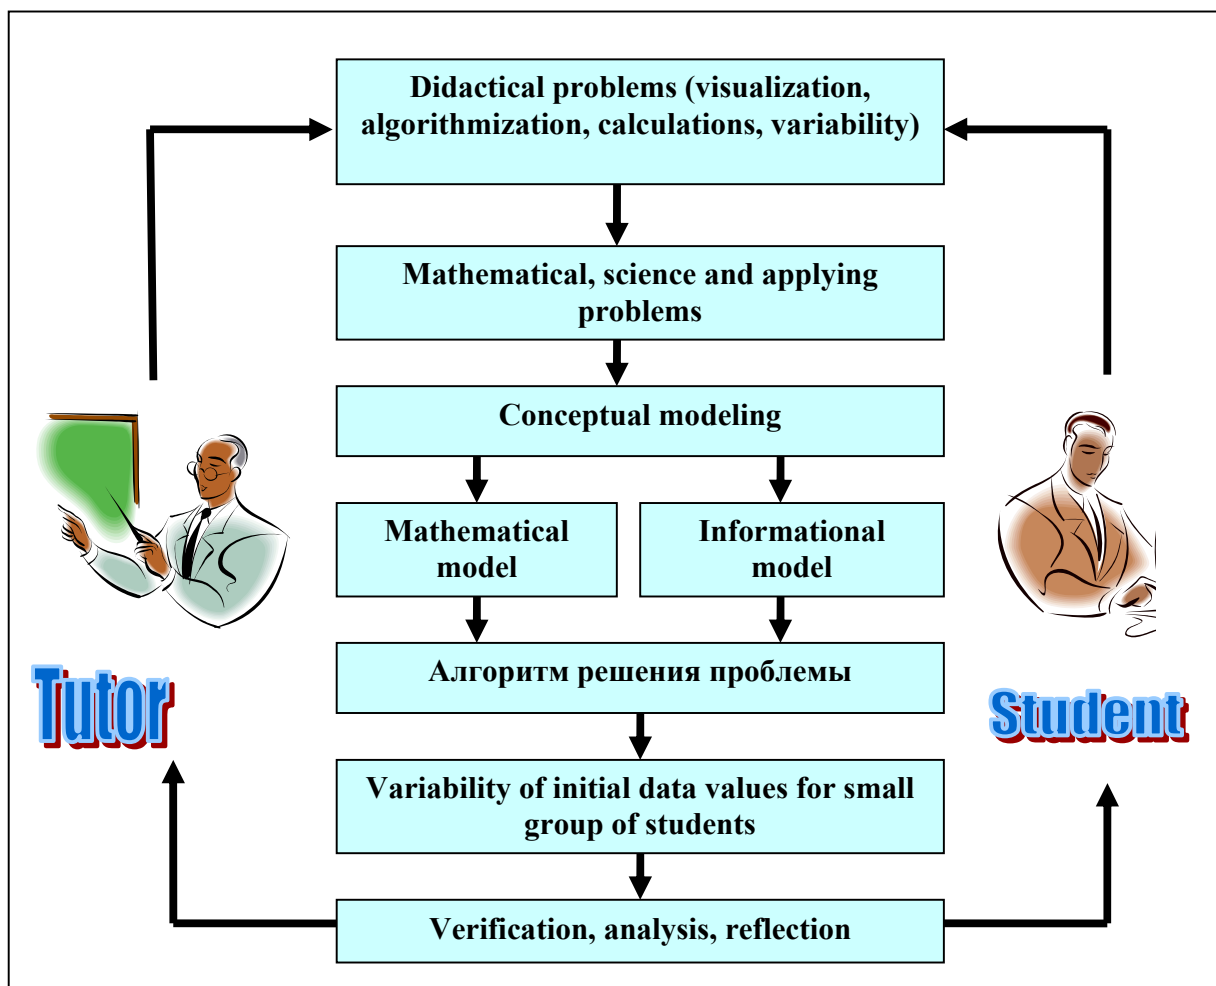 Didactical problems (visualization,
algorithmization, calculations, variability)
Mathematical, science and applying
problems
Conceptual modeling
Mathematical
model
Informational
model
Алгоритм решения проблемы
Tutor
Student
Variability of initial data values for small
group of students
Verification, analysis, reflection